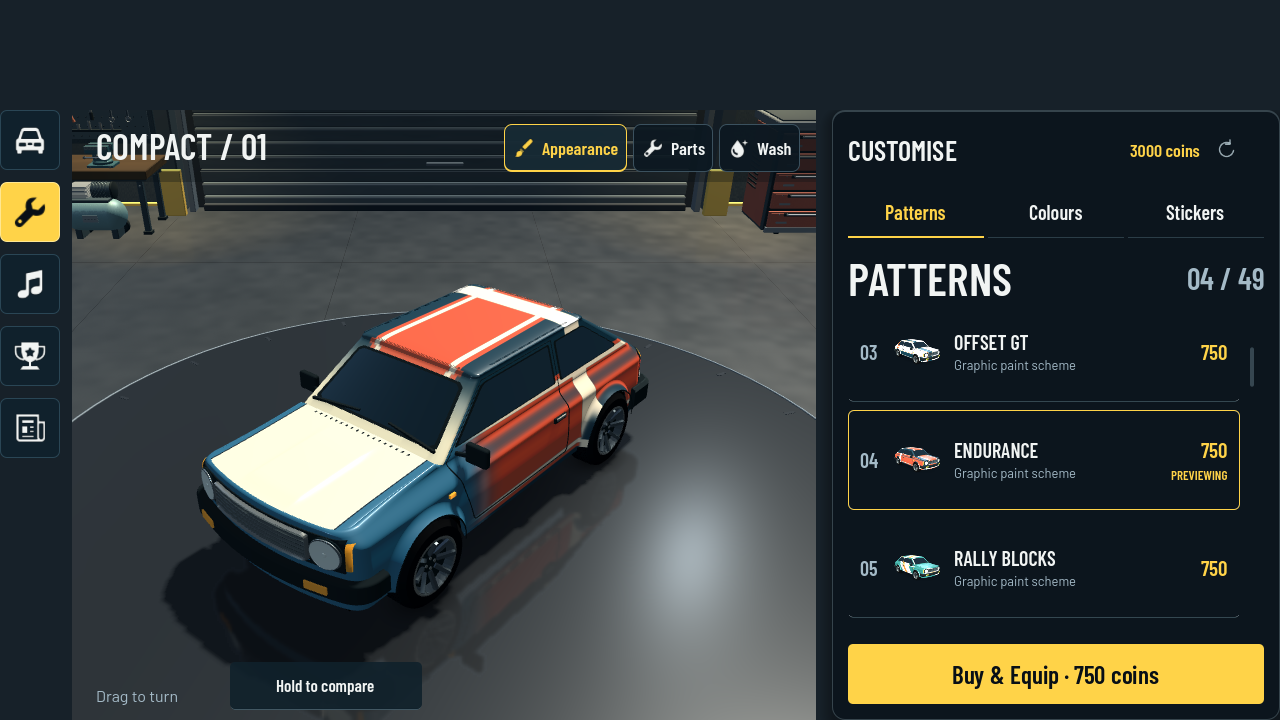 COMPACT / 01
Appearance
Parts
Wash
Drag to turn
Hold to compare
CUSTOMISE
3000 coins
Patterns
Colours
Stickers
PATTERNS
04 / 49
03
OFFSET GT
Graphic paint scheme
750
04
ENDURANCE
Graphic paint scheme
750
PREVIEWING
05
RALLY BLOCKS
Graphic paint scheme
750
Buy & Equip · 750 coins